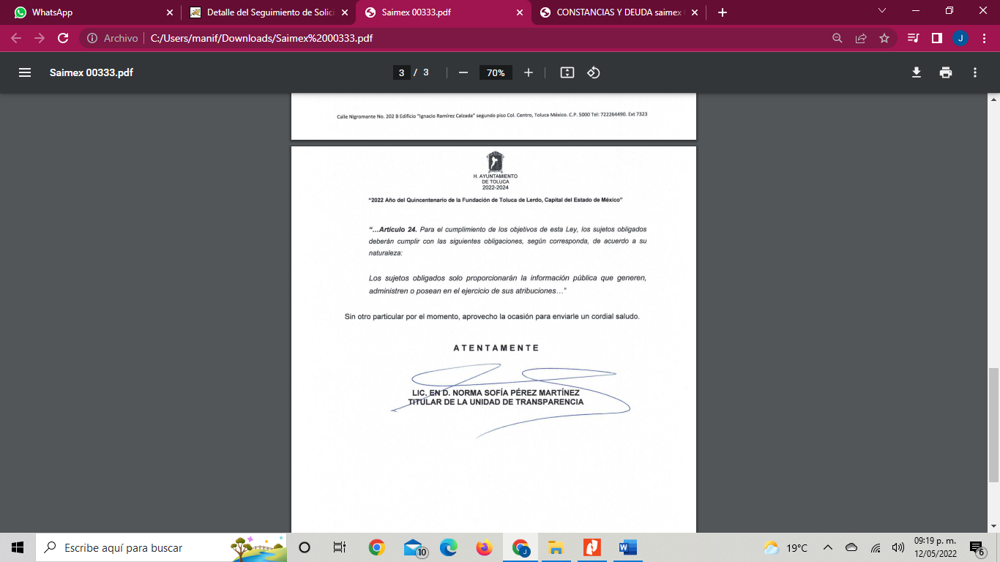 WhatsApp
Detalle del Seguimiento de Solici
Saimex 00333.pdf
CONSTANCIAS Y DEUDA saimex
Archivo
C:/Users/manif/Downloads/Saimex%2000333.pdf
J
Saimex 00333.pdf
3 / 3
70%
Calle Nigromante No. 202 B Edificio "Ignacio Ramírez Calzada" segundo piso Col. Centro, Toluca México. C.P. 5000 Tel: 722264490. Ext 7323
H. AYUNTAMIENTO
DE TOLUCA
2022-2024
"2022 Año del Quincentenario de la Fundación de Toluca de Lerdo, Capital del Estado de México"
"…Artículo 24. Para el cumplimiento de los objetivos de esta Ley, los sujetos obligados
deberán cumplir con las siguientes obligaciones, según corresponda, de acuerdo a su
naturaleza:
Los sujetos obligados solo proporcionarán la información pública que generen,
administren o posean en el ejercicio de sus atribuciones…"
Sin otro particular por el momento, aprovecho la ocasión para enviarle un cordial saludo.
A T E N T A M E N T E
LIC. EN D. NORMA SOFÍA PÉREZ MARTÍNEZ
TITULAR DE LA UNIDAD DE TRANSPARENCIA
Escribe aquí para buscar
10
J
19°C
09:19 p. m.
12/05/2022
6